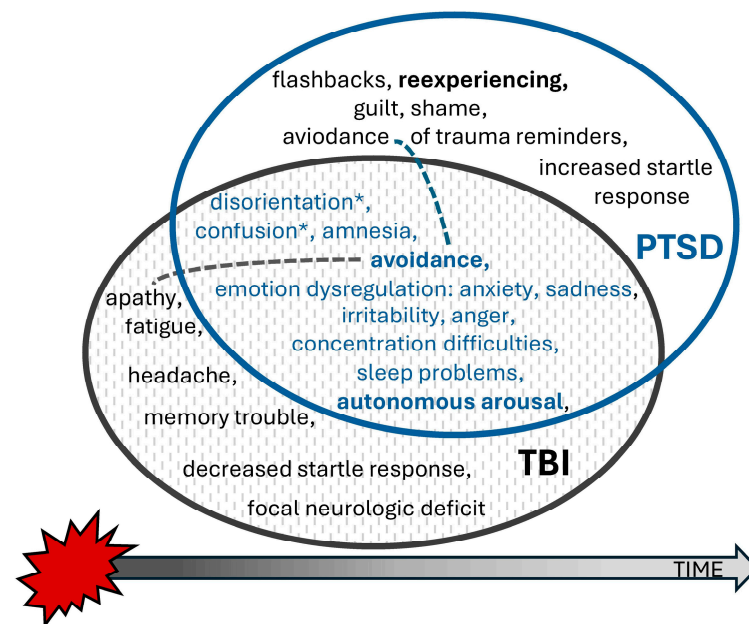 flashbacks, reexperiencing,
guilt, shame,
aviodance of trauma reminders,
increased startle
response
PTSD
disorientation*,
confusion*, amnesia,
avoidance,
emotion dysregulation: anxiety, sadness,
irritability, anger,
concentration difficulties,
sleep problems,
autonomous arousal,
apathy,
fatigue,
headache,
memory trouble,
TBI
decreased startle response,
focal neurologic deficit
TIME